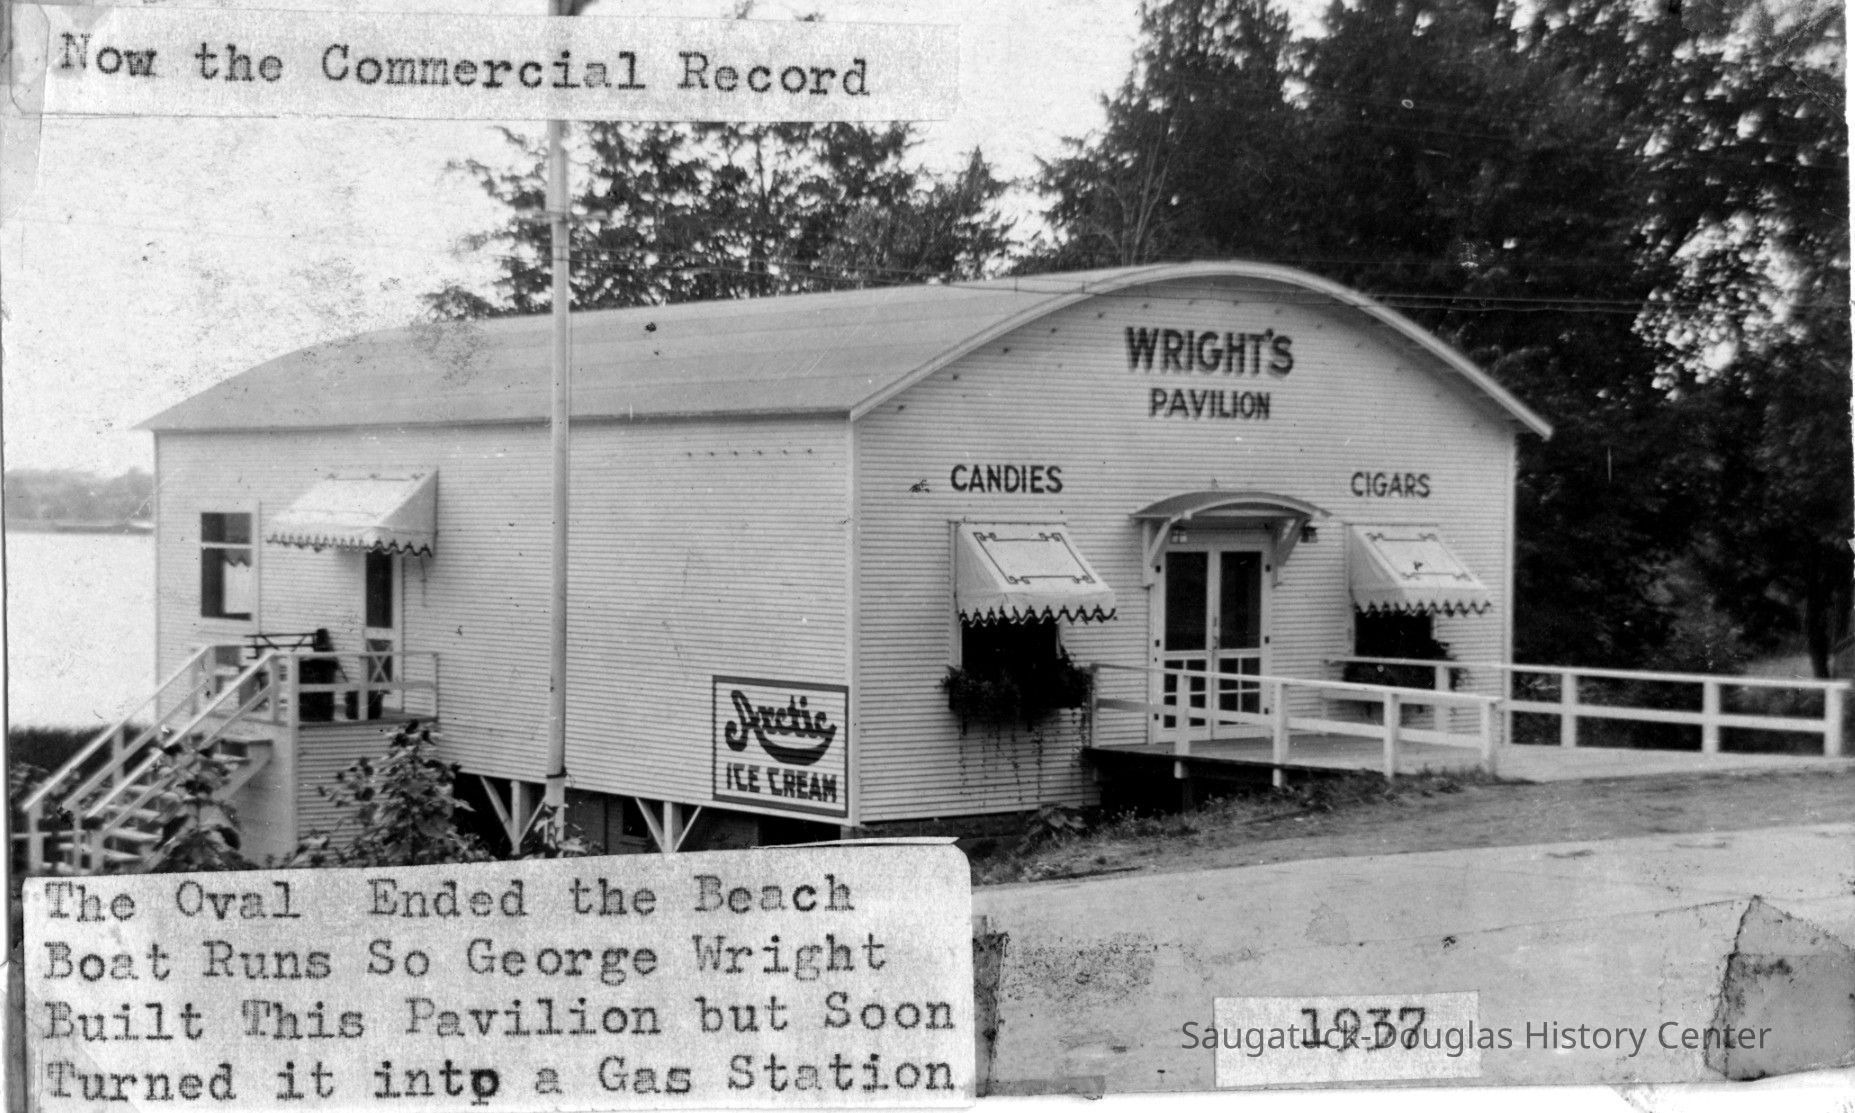 Now the Commercial Record
WRIGHT'S
PAVILION
CANDIES
CIGARS
Arctic
ICE CREAM
The Oval Ended the Beach
Boat Runs So George Wright
Built This Pavilion but Soon
Turned it intp a Gas Station
1937
Saugatuck-Douglas History Center